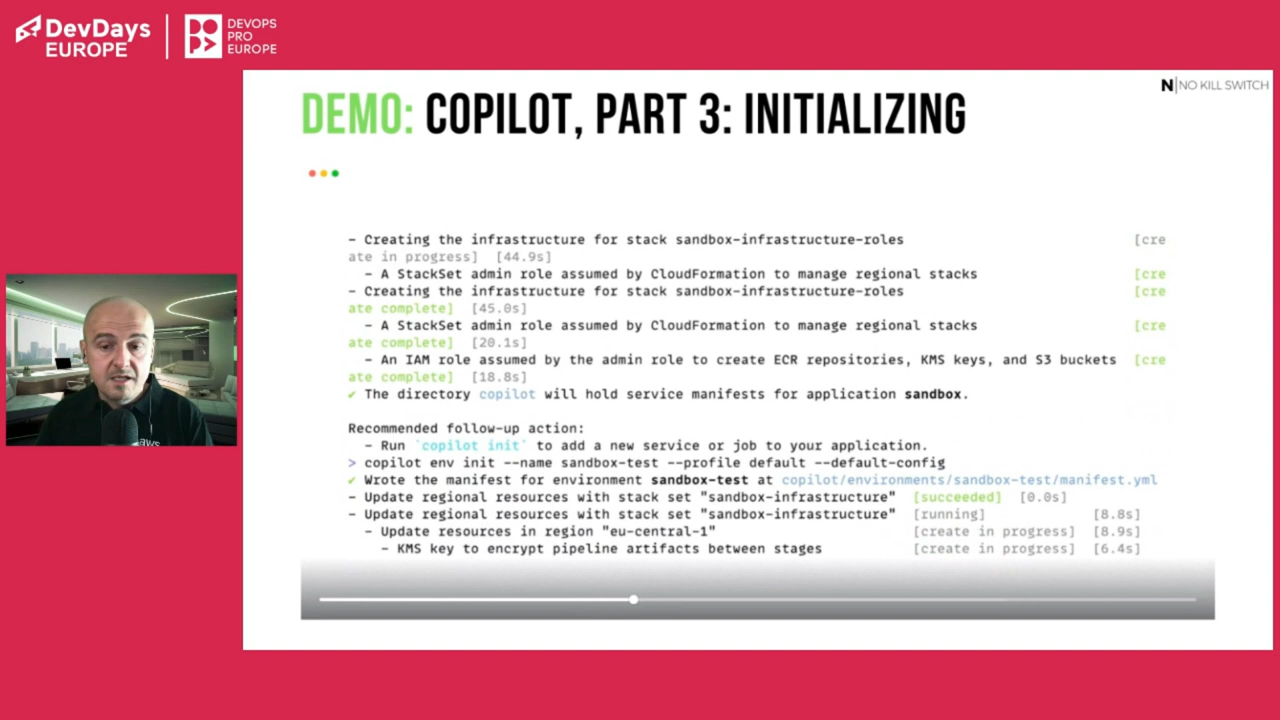 DevDays
EUROPE
DEVOPS
PRO
EUROPE
N|NO KILL SWITCH
DEMO: COPILOT, PART 3: INITIALIZING
- Creating the infrastructure for stack sandbox-infrastructure-roles [cre
ate in progress] [44.9s]
- A StackSet admin role assumed by CloudFormation to manage regional stacks [cre
- Creating the infrastructure for stack sandbox-infrastructure-roles [cre
ate complete] [45.0s]
- A StackSet admin role assumed by CloudFormation to manage regional stacks [cre
ate complete] [20.1s]
- An IAM role assumed by the admin role to create ECR repositories, KMS keys, and S3 buckets [cre
ate complete] [18.8s]
✔ The directory copilot will hold service manifests for application sandbox.
Recommended follow-up action:
- Run `copilot init` to add a new service or job to your application.
> copilot env init --name sandbox-test --profile default --default-config
✔ Wrote the manifest for environment sandbox-test at copilot/environments/sandbox-test/manifest.yml
- Update regional resources with stack set "sandbox-infrastructure" [succeeded] [0.0s]
- Update regional resources with stack set "sandbox-infrastructure" [running] [8.8s]
- Update resources in region "eu-central-1" [create in progress] [8.9s]
- KMS key to encrypt pipeline artifacts between stages [create in progress] [6.4s]
aws